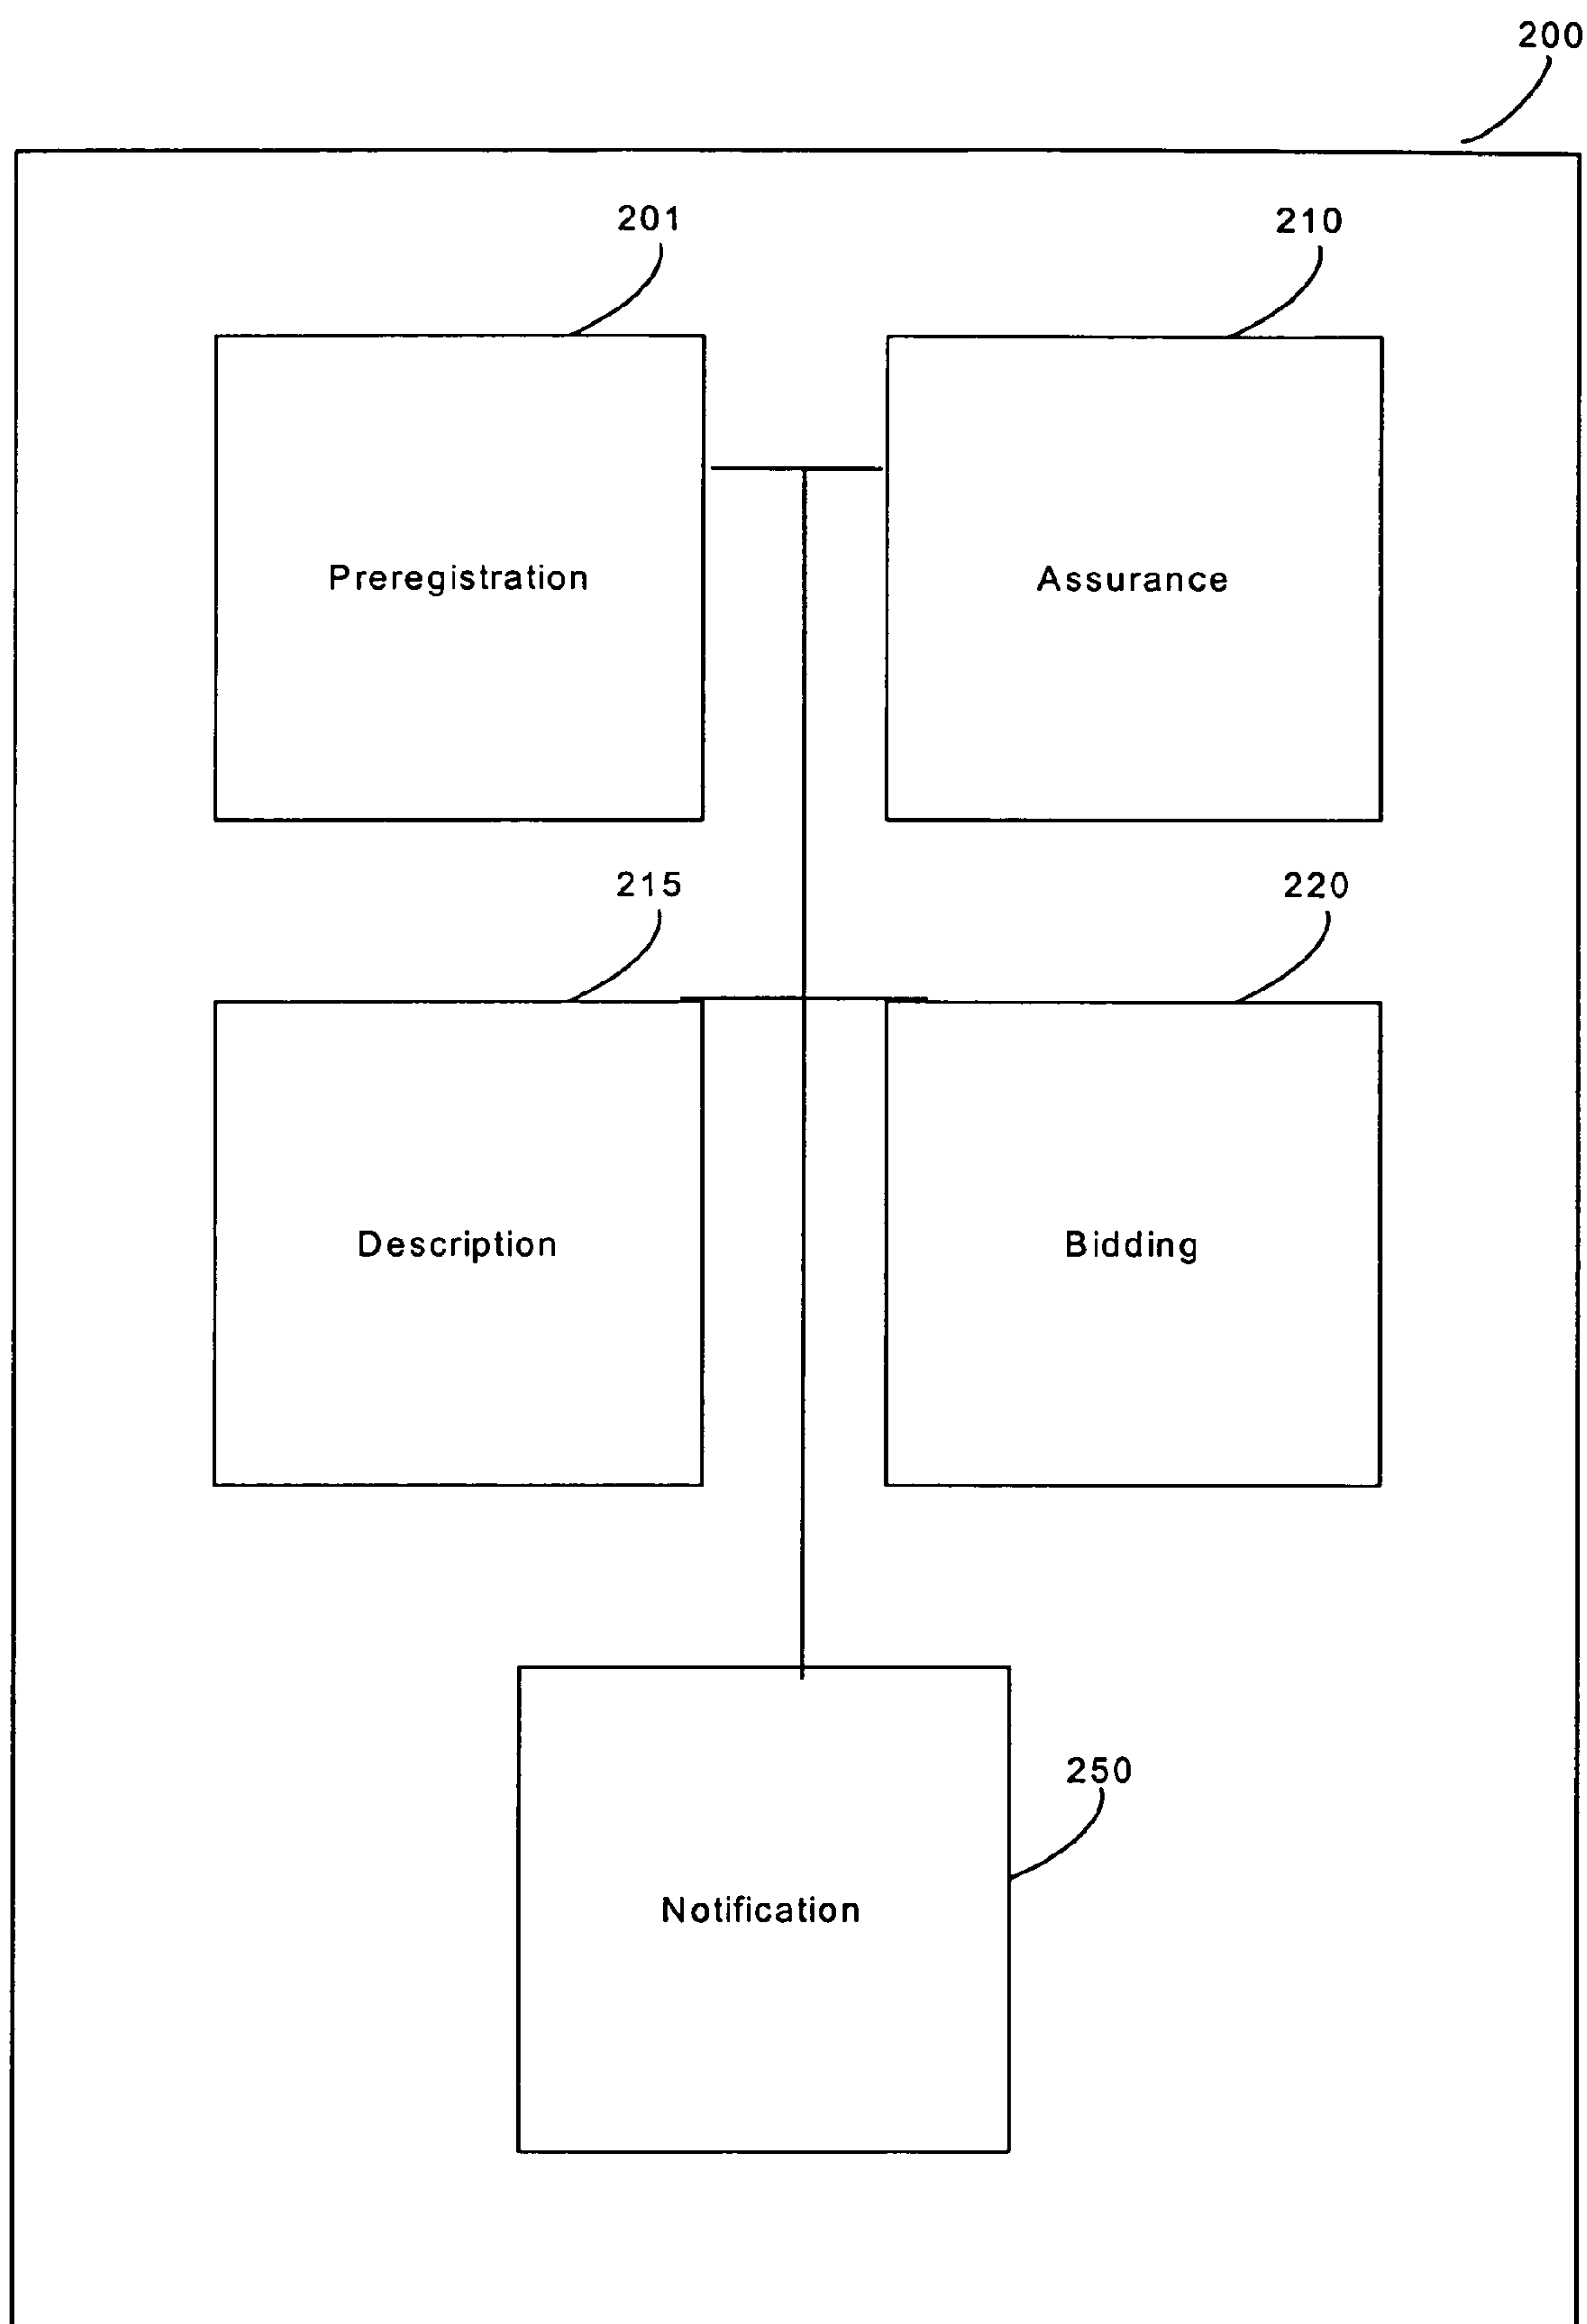 200
201
210
Preregistration
Assurance
215
220
Description
Bidding
250
Notification